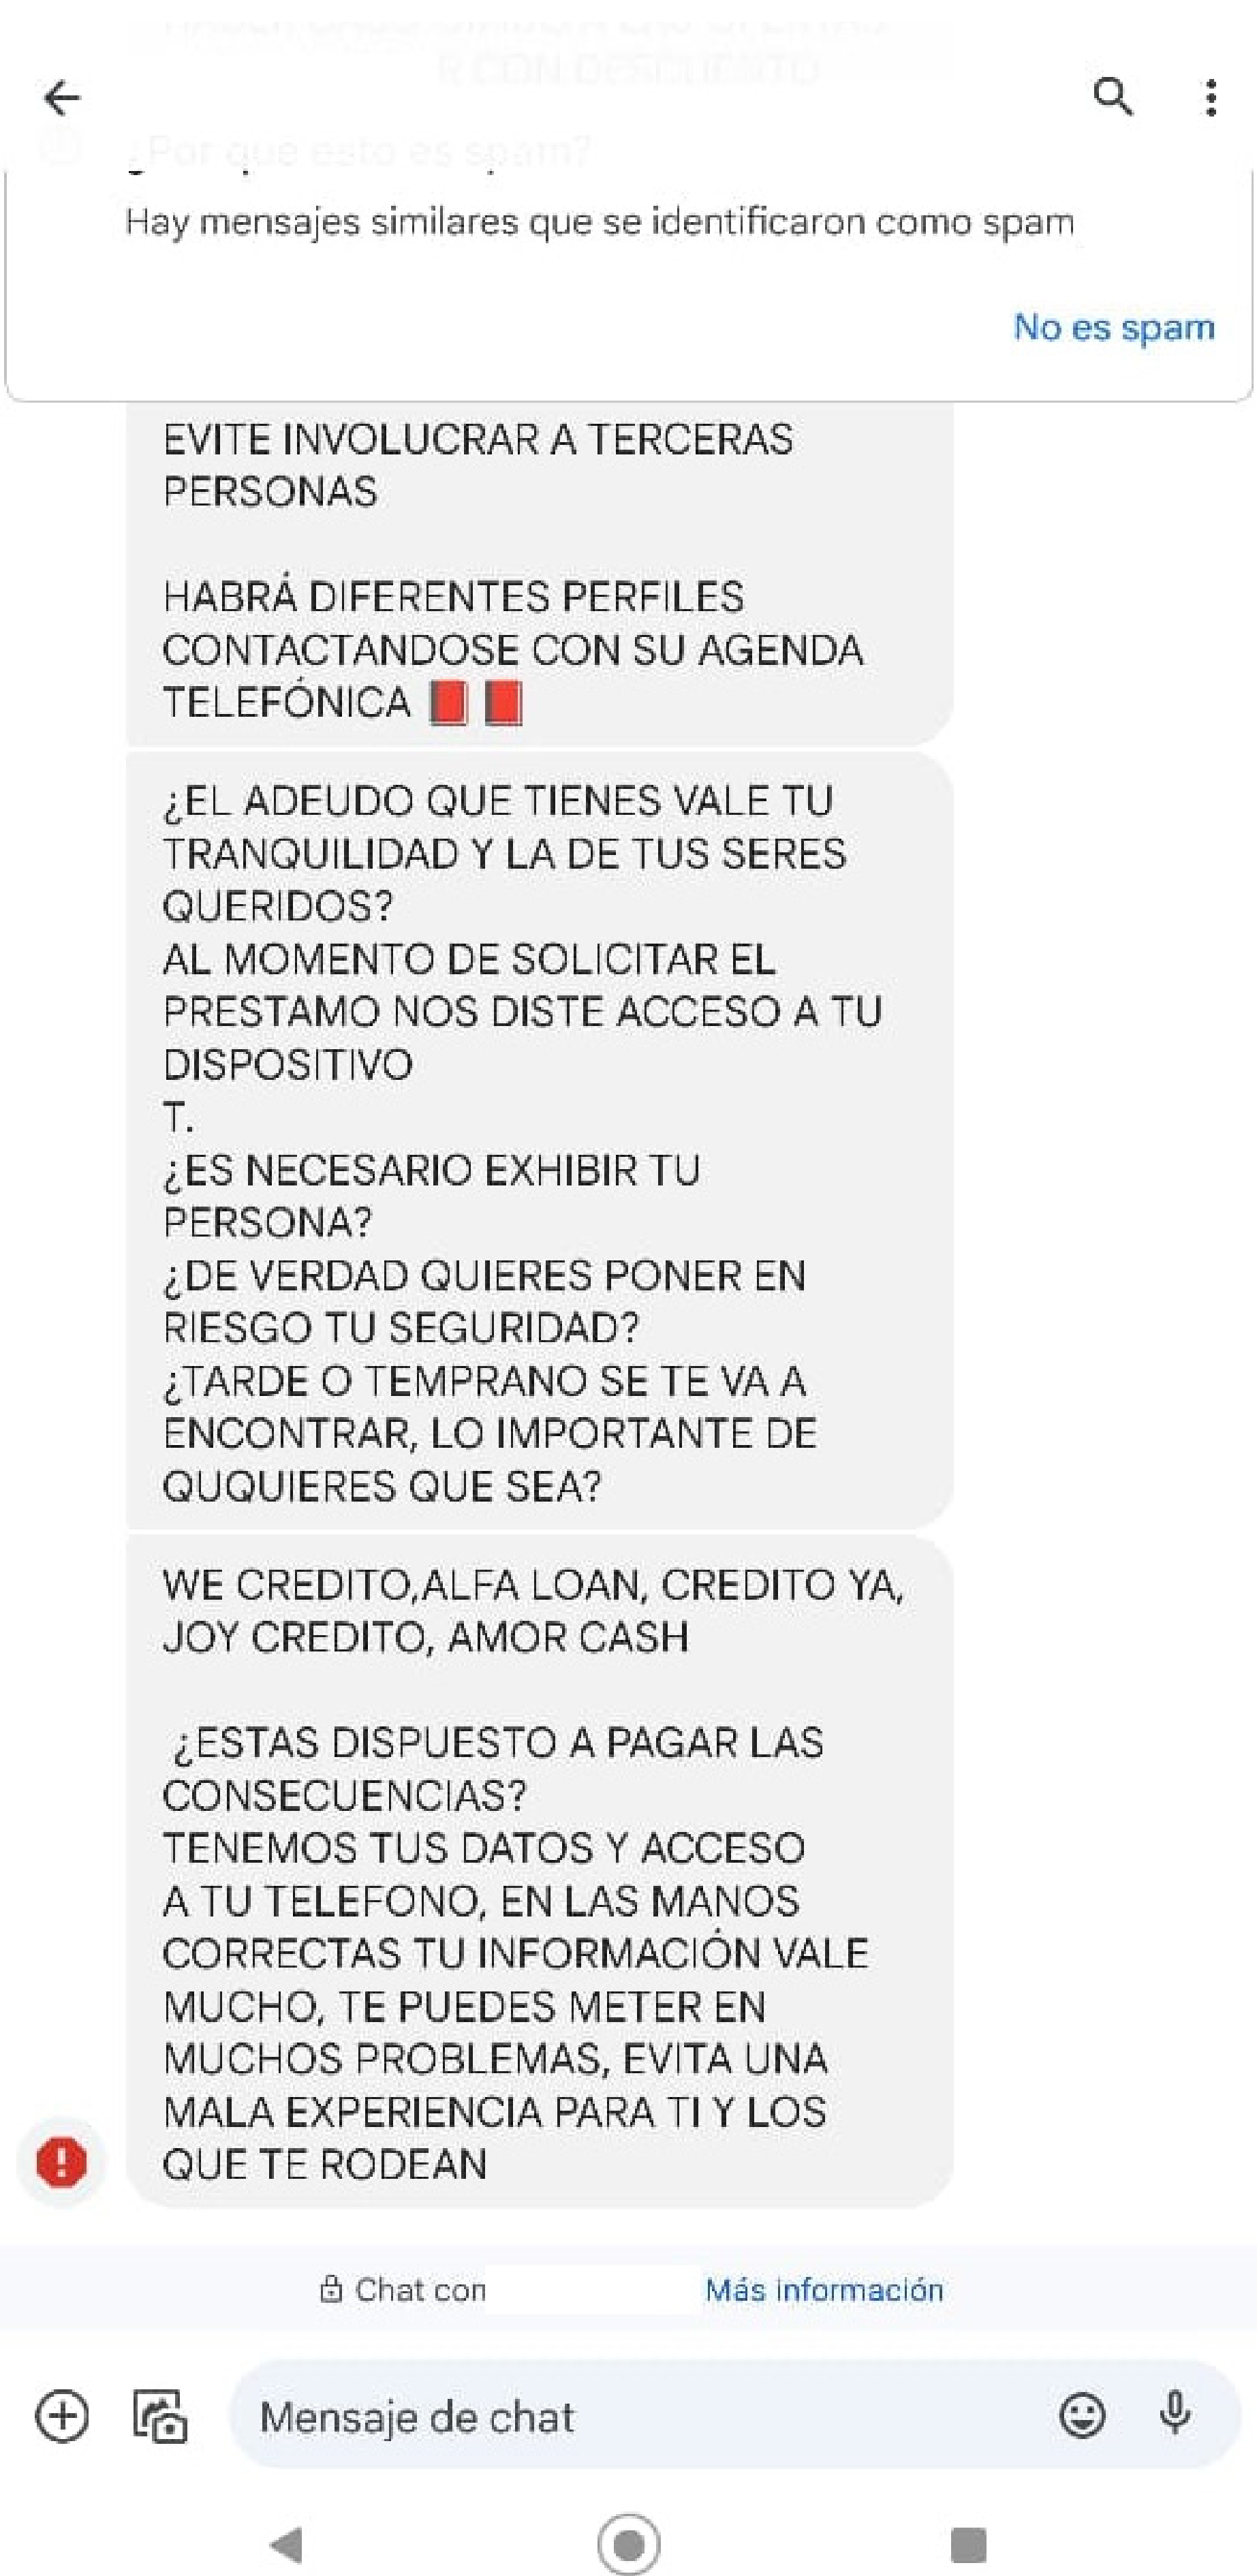 R CON DESCUENTO
¿Por que esto es spam?
Hay mensajes similares que se identificaron como spam
No es spam
EVITE INVOLUCRAR A TERCERAS
PERSONAS
HABRÁ DIFERENTES PERFILES
CONTACTANDOSE CON SU AGENDA
TELEFÓNICA 📕 📕
¿EL ADEUDO QUE TIENES VALE TU
TRANQUILIDAD Y LA DE TUS SERES
QUERIDOS?
AL MOMENTO DE SOLICITAR EL
PRESTAMO NOS DISTE ACCESO A TU
DISPOSITIVO
T.
¿ES NECESARIO EXHIBIR TU
PERSONA?
¿DE VERDAD QUIERES PONER EN
RIESGO TU SEGURIDAD?
¿TARDE O TEMPRANO SE TE VA A
ENCONTRAR, LO IMPORTANTE DE
QUQUIERES QUE SEA?
WE CREDITO,ALFA LOAN, CREDITO YA,
JOY CREDITO, AMOR CASH
¿ESTAS DISPUESTO A PAGAR LAS
CONSECUENCIAS?
TENEMOS TUS DATOS Y ACCESO
A TU TELEFONO, EN LAS MANOS
CORRECTAS TU INFORMACIÓN VALE
MUCHO, TE PUEDES METER EN
MUCHOS PROBLEMAS, EVITA UNA
MALA EXPERIENCIA PARA TI Y LOS
QUE TE RODEAN
Chat con Más información
Mensaje de chat